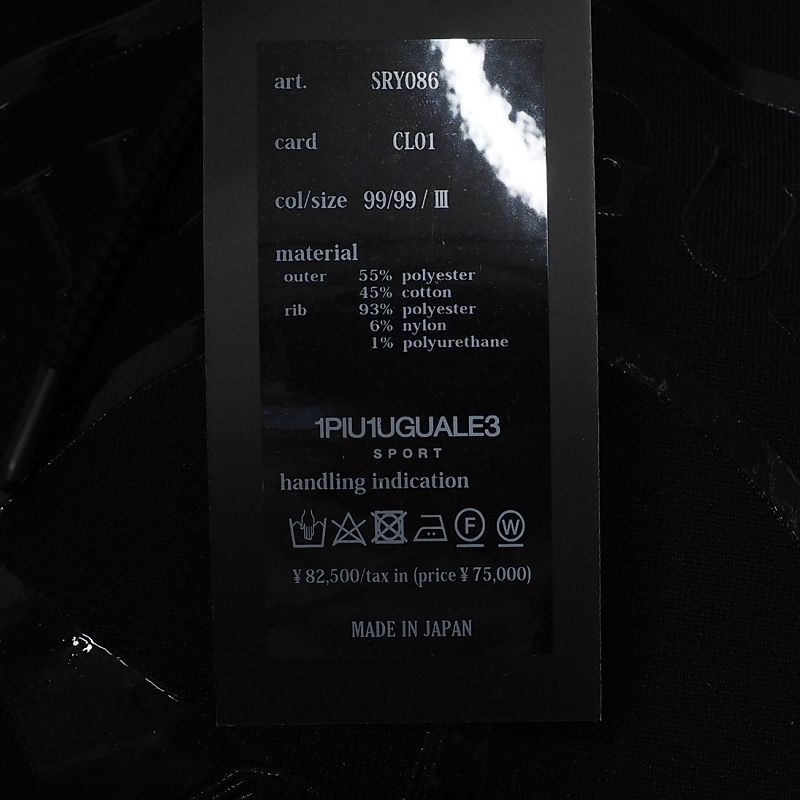 art. SRY086
card CL01
col/size 99/99 / Ⅲ
material
outer 55% polyester
45% cotton
rib 93% polyester
6% nylon
1% polyurethane
1PIU1UGUALE3
SPORT
handling indication
F W
¥82,500/tax in (price ¥75,000)
MADE IN JAPAN